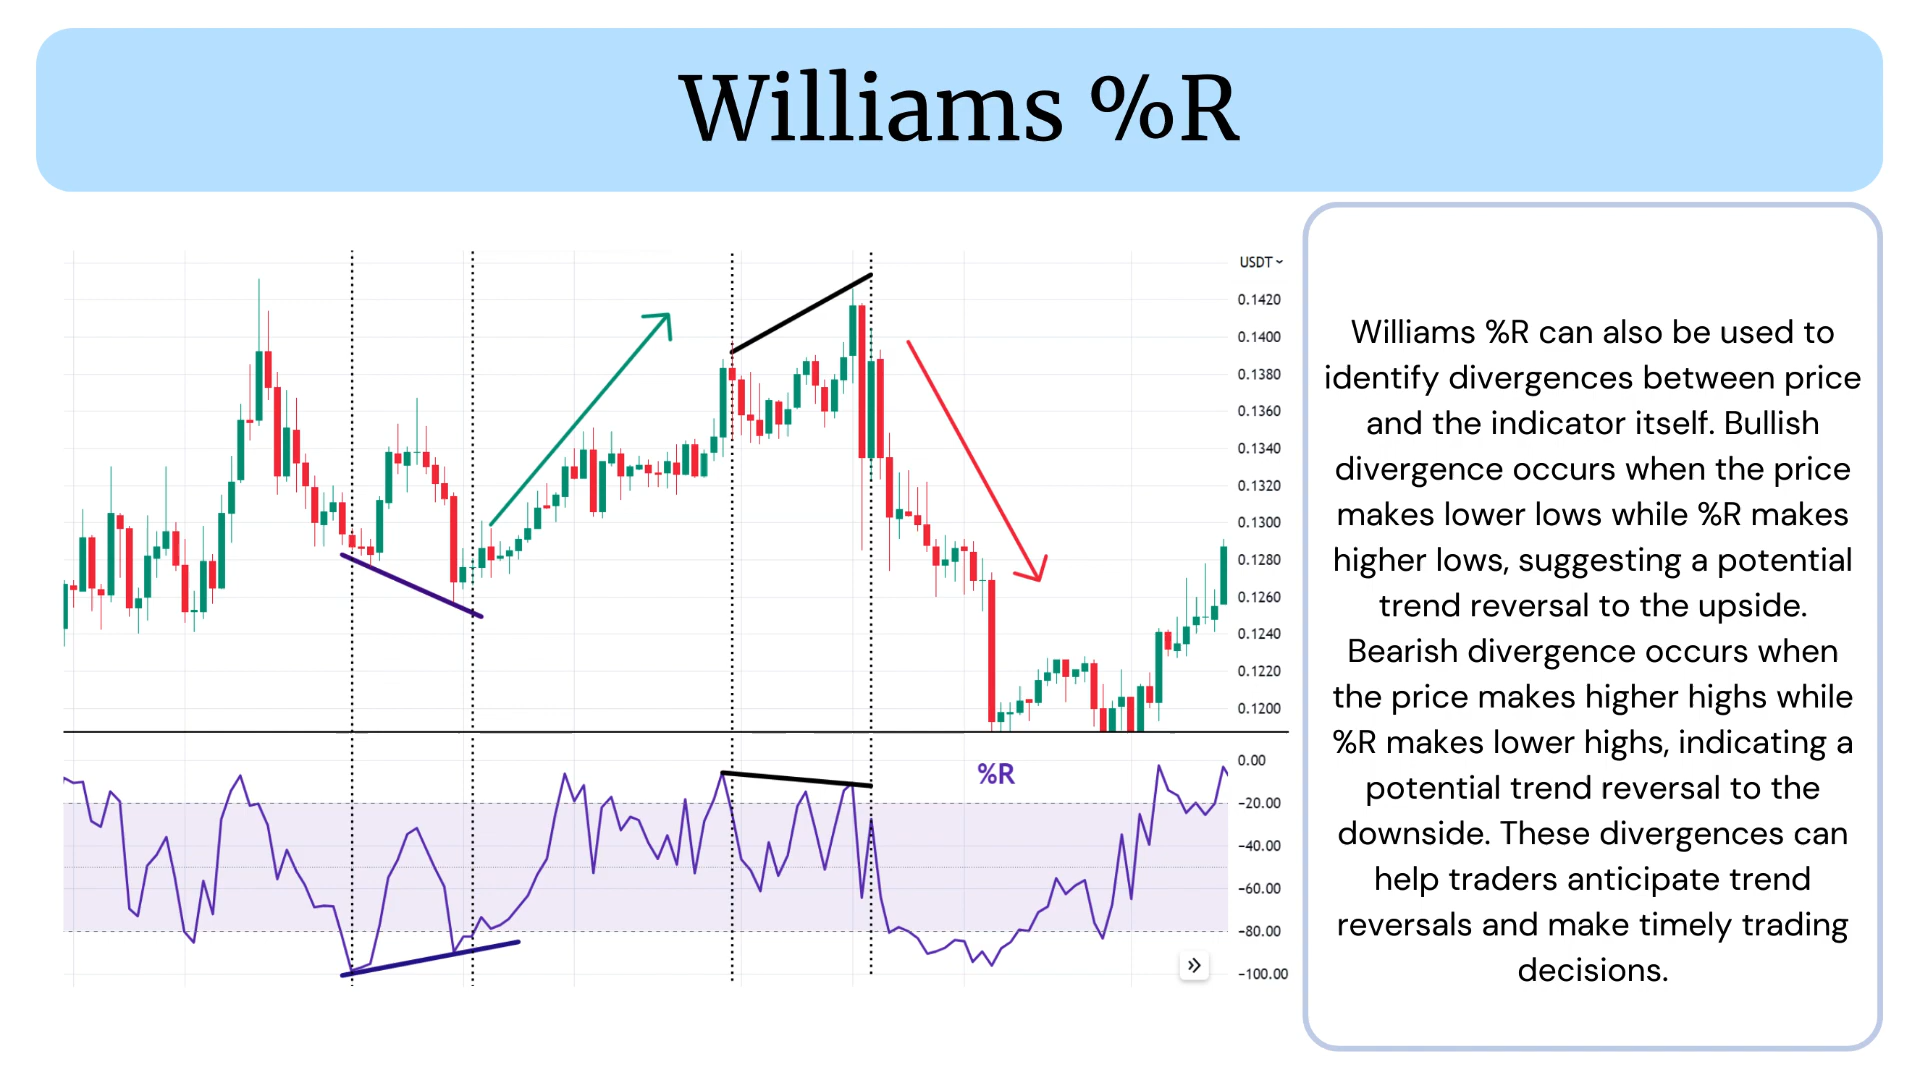 Williams %R
USDT
0.1420
0.1400
0.1380
0.1360
0.1340
0.1320
0.1300
0.1280
0.1260
0.1240
0.1220
0.1200
%R
0.00
−20.00
−40.00
−60.00
−80.00
−100.00
Williams %R can also be used to
identify divergences between price
and the indicator itself. Bullish
divergence occurs when the price
makes lower lows while %R makes
higher lows, suggesting a potential
trend reversal to the upside.
Bearish divergence occurs when
the price makes higher highs while
%R makes lower highs, indicating a
potential trend reversal to the
downside. These divergences can
help traders anticipate trend
reversals and make timely trading
decisions.